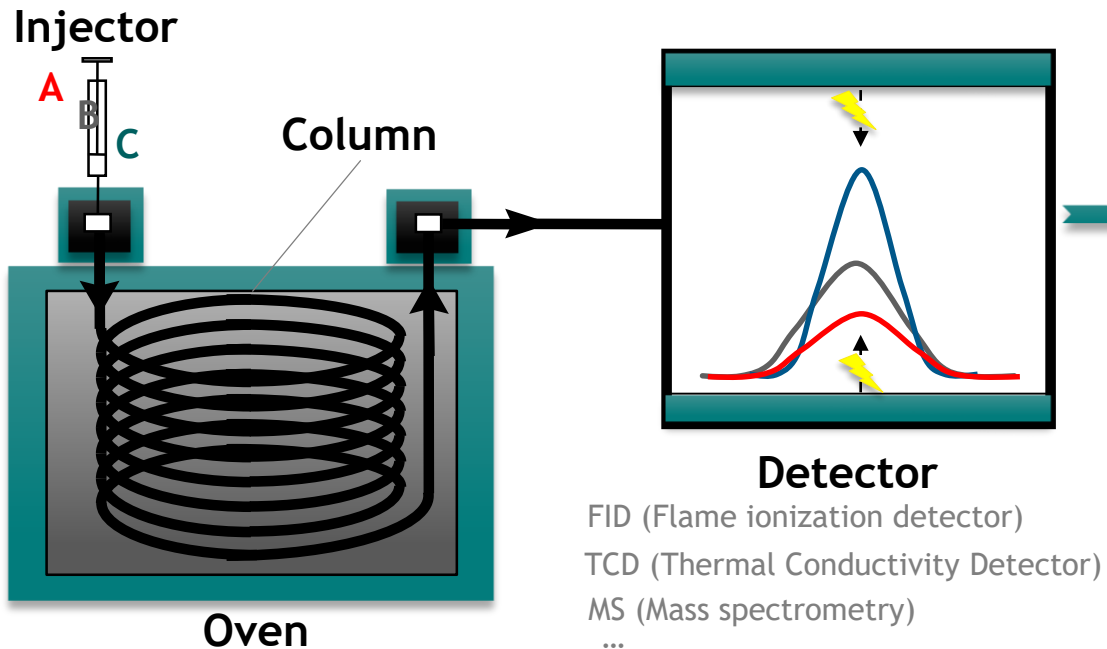 Injector
A
B
C
Column
Oven
Detector
FID (Flame ionization detector)
TCD (Thermal Conductivity Detector)
MS (Mass spectrometry)
...